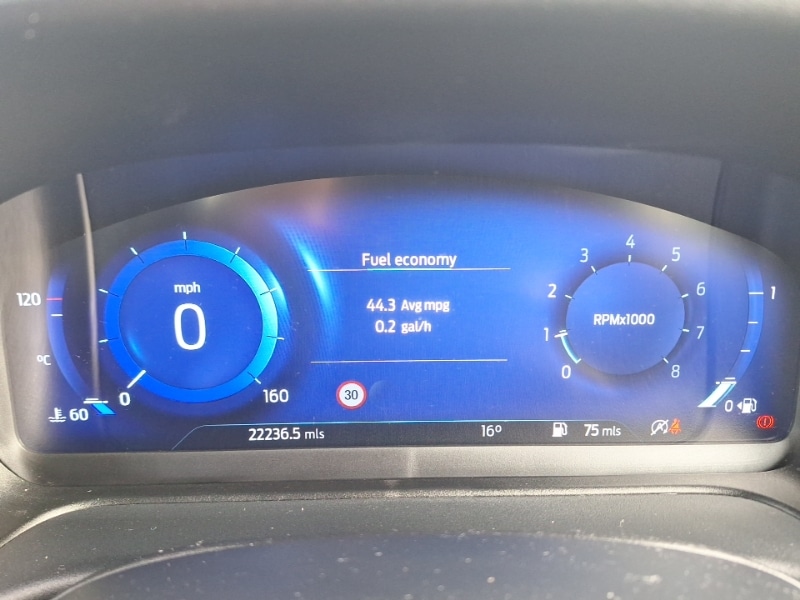 Fuel economy
44.3 Avg mpg
0.2 gal/h
mph
0
0
160
120
°C
60
30
RPMx1000
0
1
2
3
4
5
6
7
8
1
0
22236.5 mls
16°
75 mls